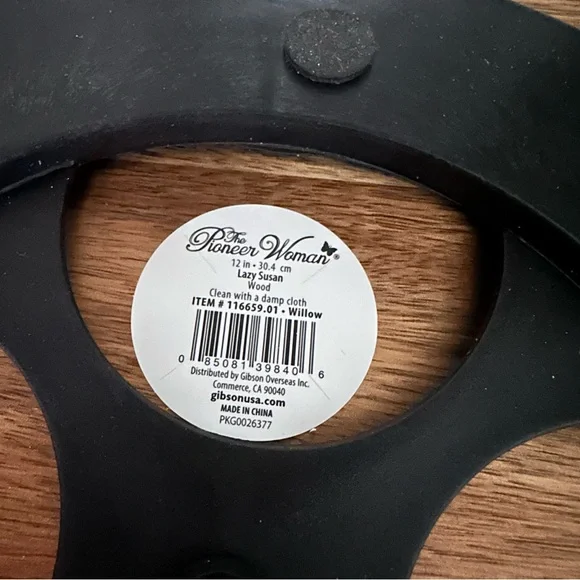 The
Pioneer Woman®
12 in • 30.4 cm
Lazy Susan
Wood
Clean with a damp cloth
ITEM # 116659.01 • Willow
0 85081 39840 6
Distributed by Gibson Overseas Inc.
Commerce, CA 90040
gibsonusa.com
MADE IN CHINA
PKG0026377